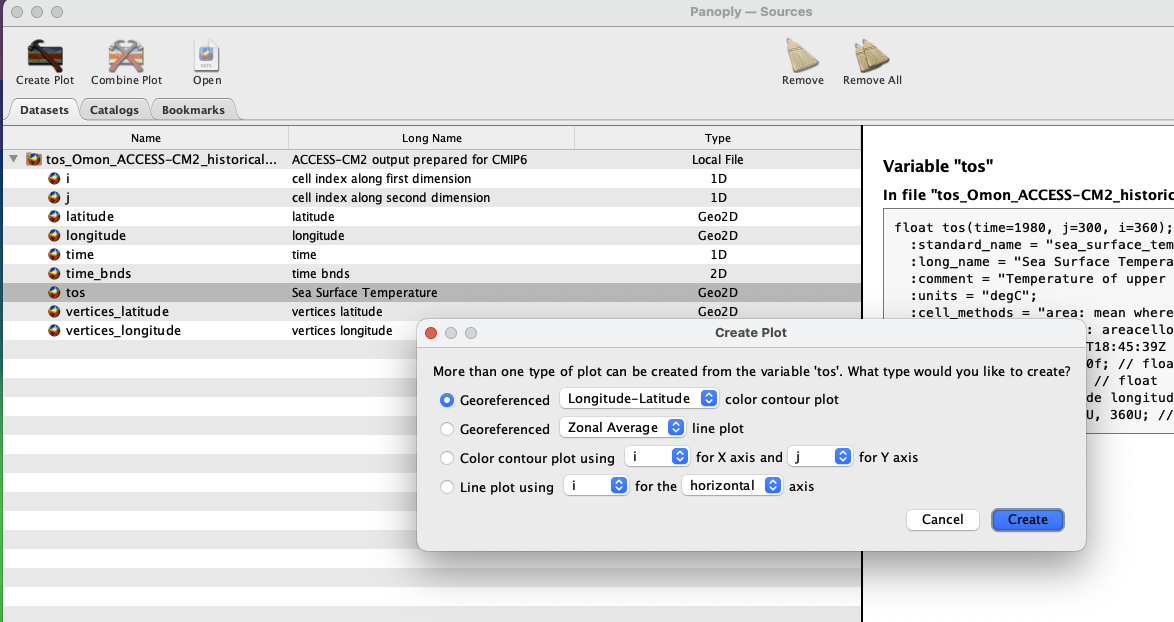 Panoply — Sources
Create Plot Combine Plot Open Remove Remove All
Datasets Catalogs Bookmarks
Name Long Name Type
tos_Omon_ACCESS-CM2_historical... ACCESS-CM2 output prepared for CMIP6 Local File
i cell index along first dimension 1D
j cell index along second dimension 1D
latitude latitude Geo2D
longitude longitude Geo2D
time time 1D
time_bnds time bnds 2D
tos Sea Surface Temperature Geo2D
vertices_latitude vertices latitude Geo2D
vertices_longitude vertices longitude
Variable "tos"
In file "tos_Omon_ACCESS-CM2_historic
float tos(time=1980, j=300, i=360);
:standard_name = "sea_surface_tem
:long_name = "Sea Surface Tempera
:comment = "Temperature of upper
:units = "degC";
:cell_methods = "area: mean where
: areacello
T18:45:39Z
0f; // floa
// float
de longitud
U, 360U; //
Create Plot
More than one type of plot can be created from the variable 'tos'. What type would you like to create?
Georeferenced Longitude-Latitude color contour plot
Georeferenced Zonal Average line plot
Color contour plot using i for X axis and j for Y axis
Line plot using i for the horizontal axis
Cancel Create